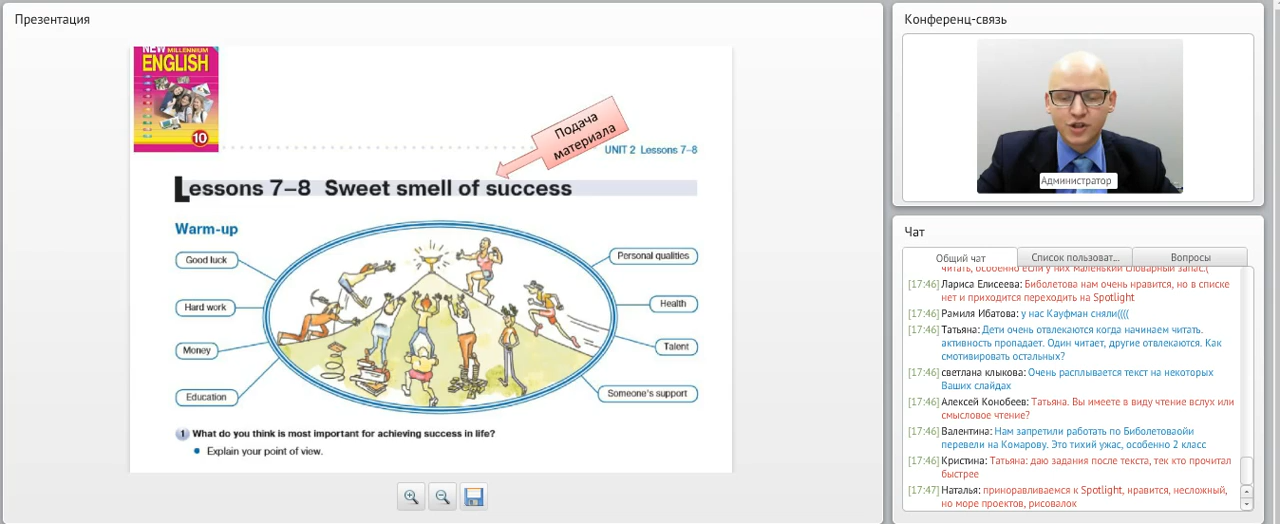 Презентация
NEW MILLENNIUM
ENGLISH
10
Подача
материала
UNIT 2 Lessons 7–8
Lessons 7–8 Sweet smell of success
Warm-up
Good luck
Hard work
Money
Education
Personal qualities
Health
Talent
Someone's support
1 What do you think is most important for achieving success in life?
• Explain your point of view.
Конференц-связь
Администратор
Чат
Общий чат
Список пользоват...
Вопросы
читать, особенно если у них маленький словарный запас.(
[17:46] Лариса Елисеева: Биболетова нам очень нравится, но в списке
нет и приходится переходить на Spotlight
[17:46] Рамиля Ибатова: у нас Кауфман сняли((((
[17:46] Татьяна: Дети очень отвлекаются когда начинаем читать.
активность пропадает. Один читает, другие отвлекаются. Как
смотивировать остальных?
[17:46] светлана клыкова: Очень расплывается текст на некоторых
Ваших слайдах
[17:46] Алексей Конобеев: Татьяна. Вы имеете в виду чтение вслух или
смысловое чтение?
[17:46] Валентина: Нам запретили работать по Биболетоваойи
перевели на Комарову. Это тихий ужас, особенно 2 класс
[17:46] Кристина: Татьяна: даю задания после текста, тек кто прочитал
быстрее
[17:47] Наталья: приноравливаемся к Spotlight, нравится, несложный,
но море проектов, рисовалок